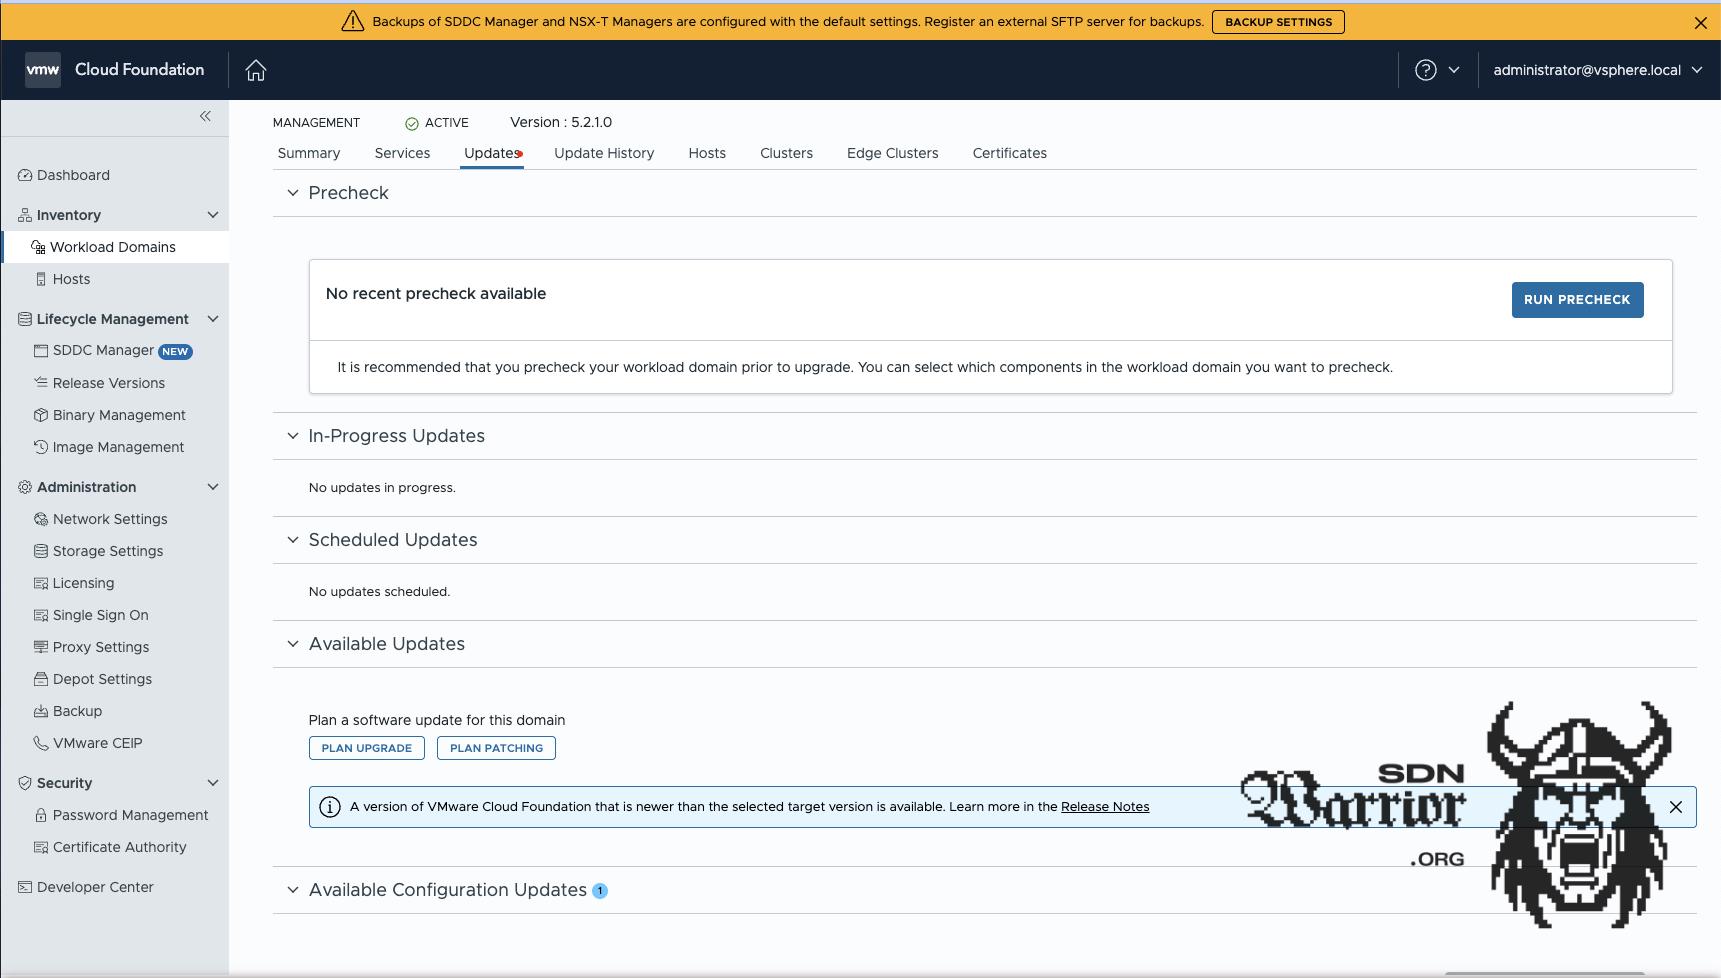 Backups of SDDC Manager and NSX-T Managers are configured with the default settings. Register an external SFTP server for backups. BACKUP SETTINGS
vmw Cloud Foundation
administrator@vsphere.local
MANAGEMENT ACTIVE Version : 5.2.1.0
Summary Services Updates Update History Hosts Clusters Edge Clusters Certificates
Dashboard
Inventory
Workload Domains
Hosts
Lifecycle Management
SDDC Manager NEW
Release Versions
Binary Management
Image Management
Administration
Network Settings
Storage Settings
Licensing
Single Sign On
Proxy Settings
Depot Settings
Backup
VMware CEIP
Security
Password Management
Certificate Authority
Developer Center
Precheck
No recent precheck available
RUN PRECHECK
It is recommended that you precheck your workload domain prior to upgrade. You can select which components in the workload domain you want to precheck.
In-Progress Updates
No updates in progress.
Scheduled Updates
No updates scheduled.
Available Updates
Plan a software update for this domain
PLAN UPGRADE PLAN PATCHING
A version of VMware Cloud Foundation that is newer than the selected target version is available. Learn more in the Release Notes
SDN
Warrior
.ORG
Available Configuration Updates 1